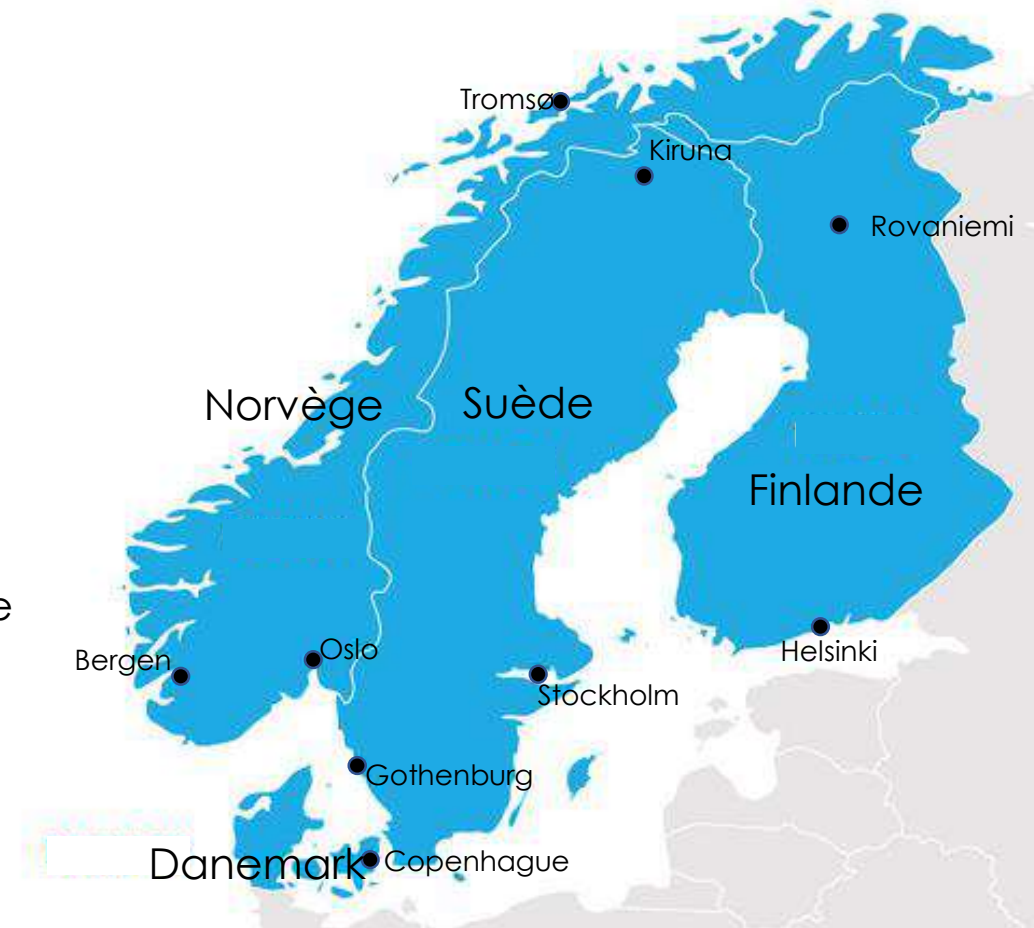 Tromsø
Kiruna
Rovaniemi
Norvège
Suède
Finlande
e
Bergen
Oslo
Helsinki
Stockholm
Gothenburg
Danemark
Copenhague